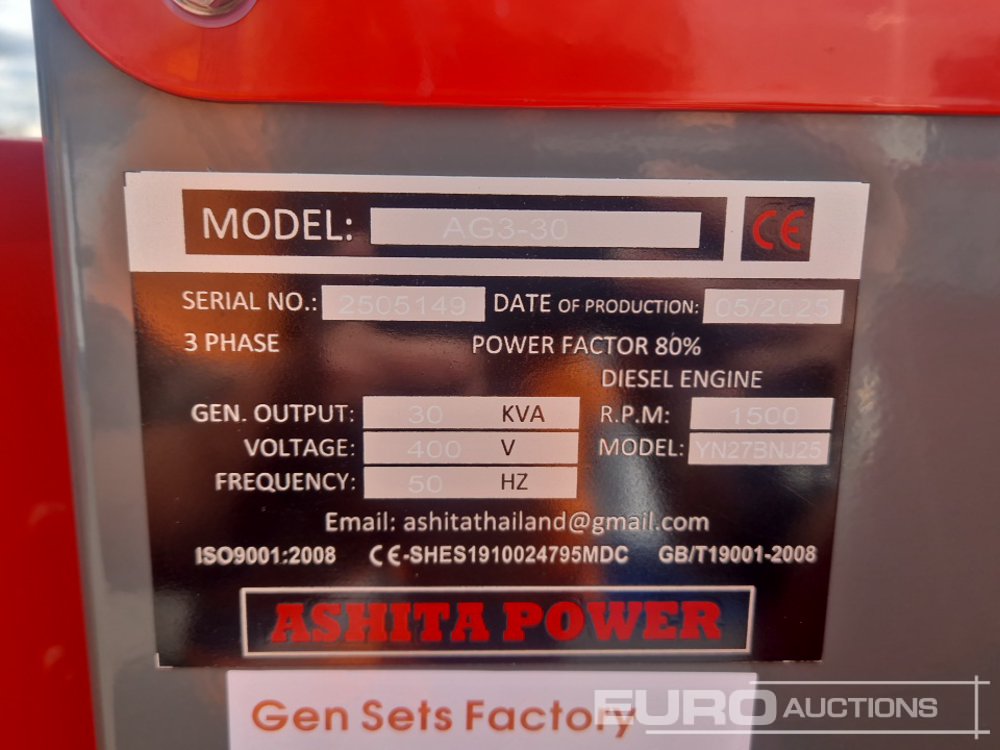 MODEL: AG3-30 CE
SERIAL NO.: 2505149 DATE OF PRODUCTION: 05/2025
3 PHASE POWER FACTOR 80%
DIESEL ENGINE
GEN. OUTPUT: 30 KVA R.P.M: 1500
VOLTAGE: 400 V MODEL: YN27BNJ25
FREQUENCY: 50 HZ
Email: ashitathailand@gmail.com
ISO9001:2008 CE-SHES1910024795MDC GB/T19001-2008
ASHITA POWER
Gen Sets Factory
EURO AUCTIONS